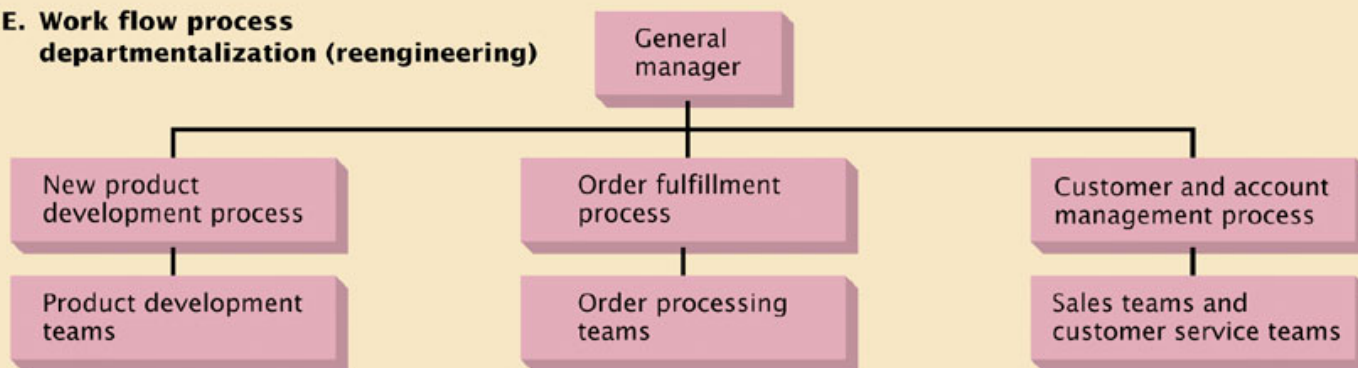 E. Work flow process
departmentalization (reengineering)
General
manager
New product
development process
Order fulfillment
process
Customer and account
management process
Product development
teams
Order processing
teams
Sales teams and
customer service teams